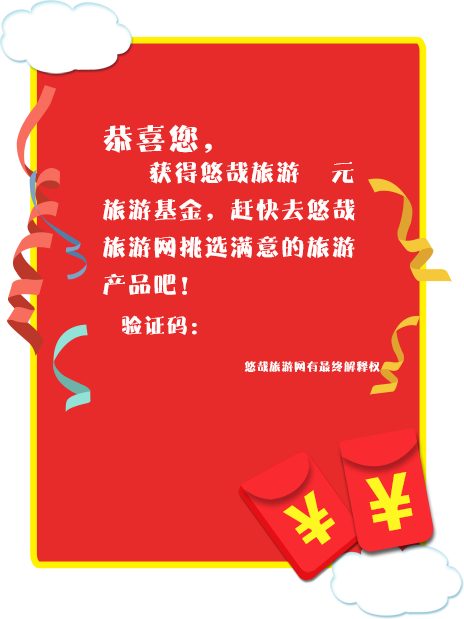 恭喜您，
获得悠哉旅游 元
旅游基金，赶快去悠哉
旅游网挑选满意的旅游
产品吧！
验证码：
悠哉旅游网有最终解释权
¥
¥